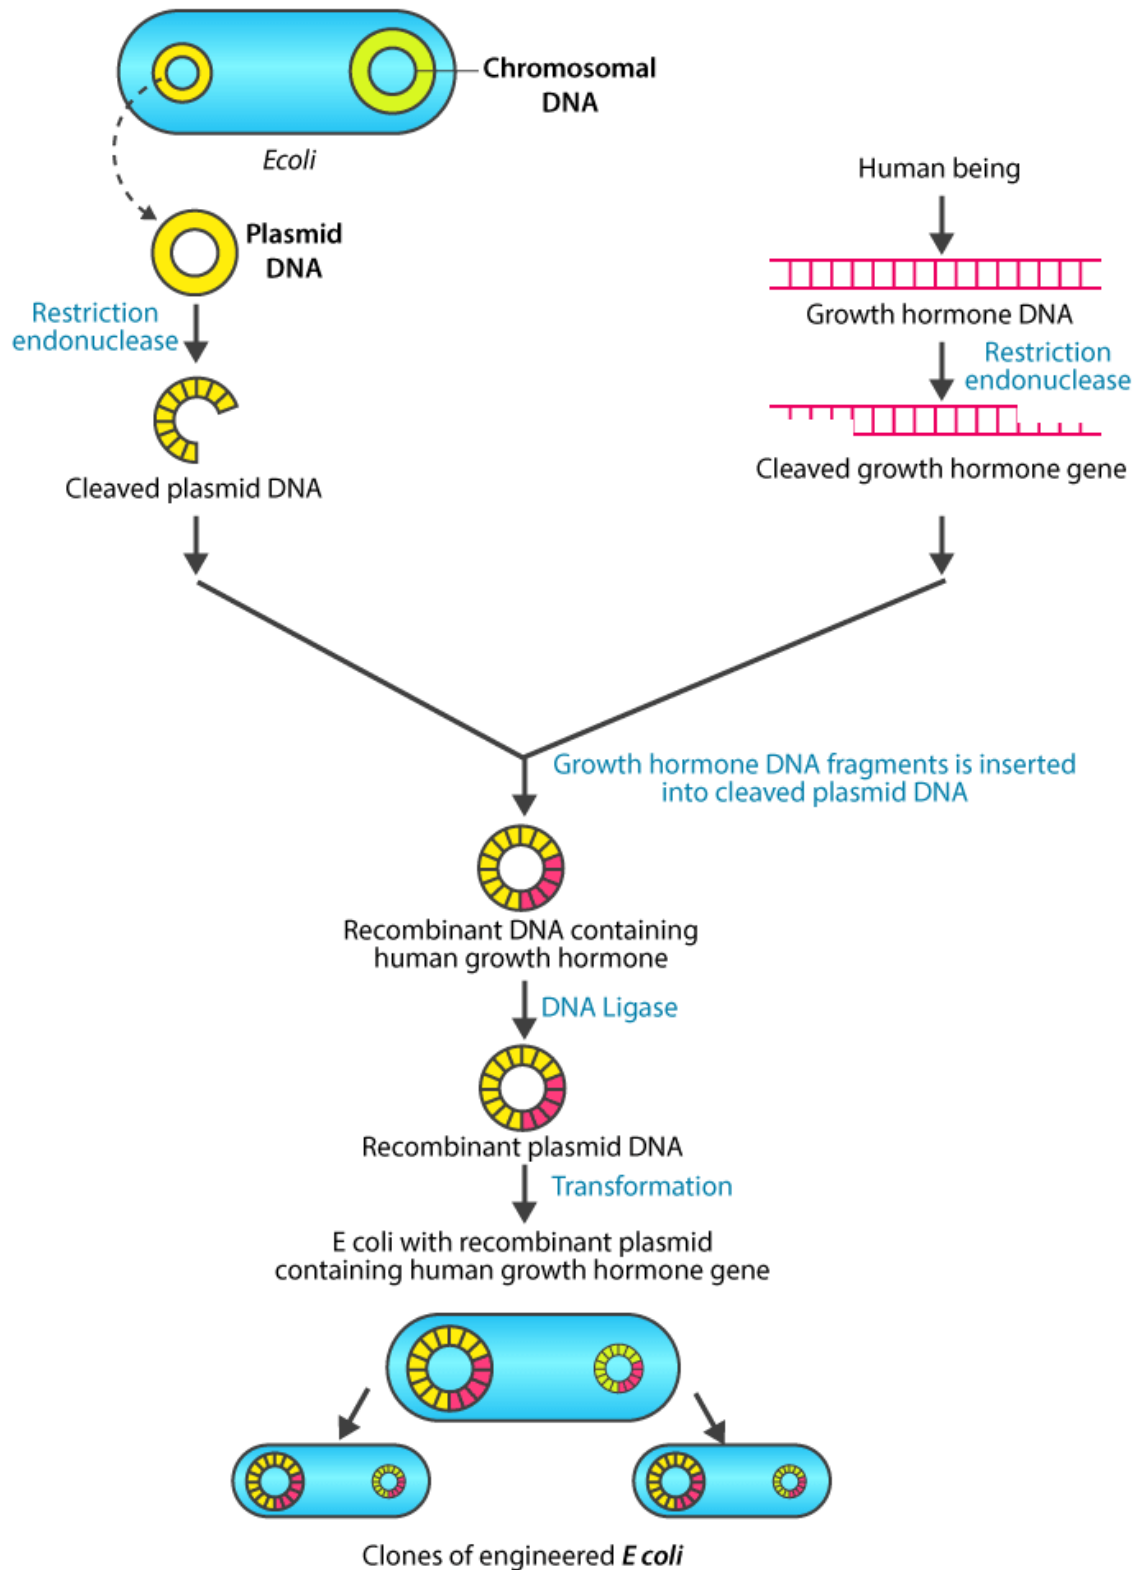 Chromosomal
DNA
Ecoli
Human being
Plasmid
DNA
Restriction
endonuclease
Growth hormone DNA
Restriction
endonuclease
Cleaved plasmid DNA
Cleaved growth hormone gene
Growth hormone DNA fragments is inserted
into cleaved plasmid DNA
Recombinant DNA containing
human growth hormone
DNA Ligase
Recombinant plasmid DNA
Transformation
E coli with recombinant plasmid
containing human growth hormone gene
Clones of engineered E coli